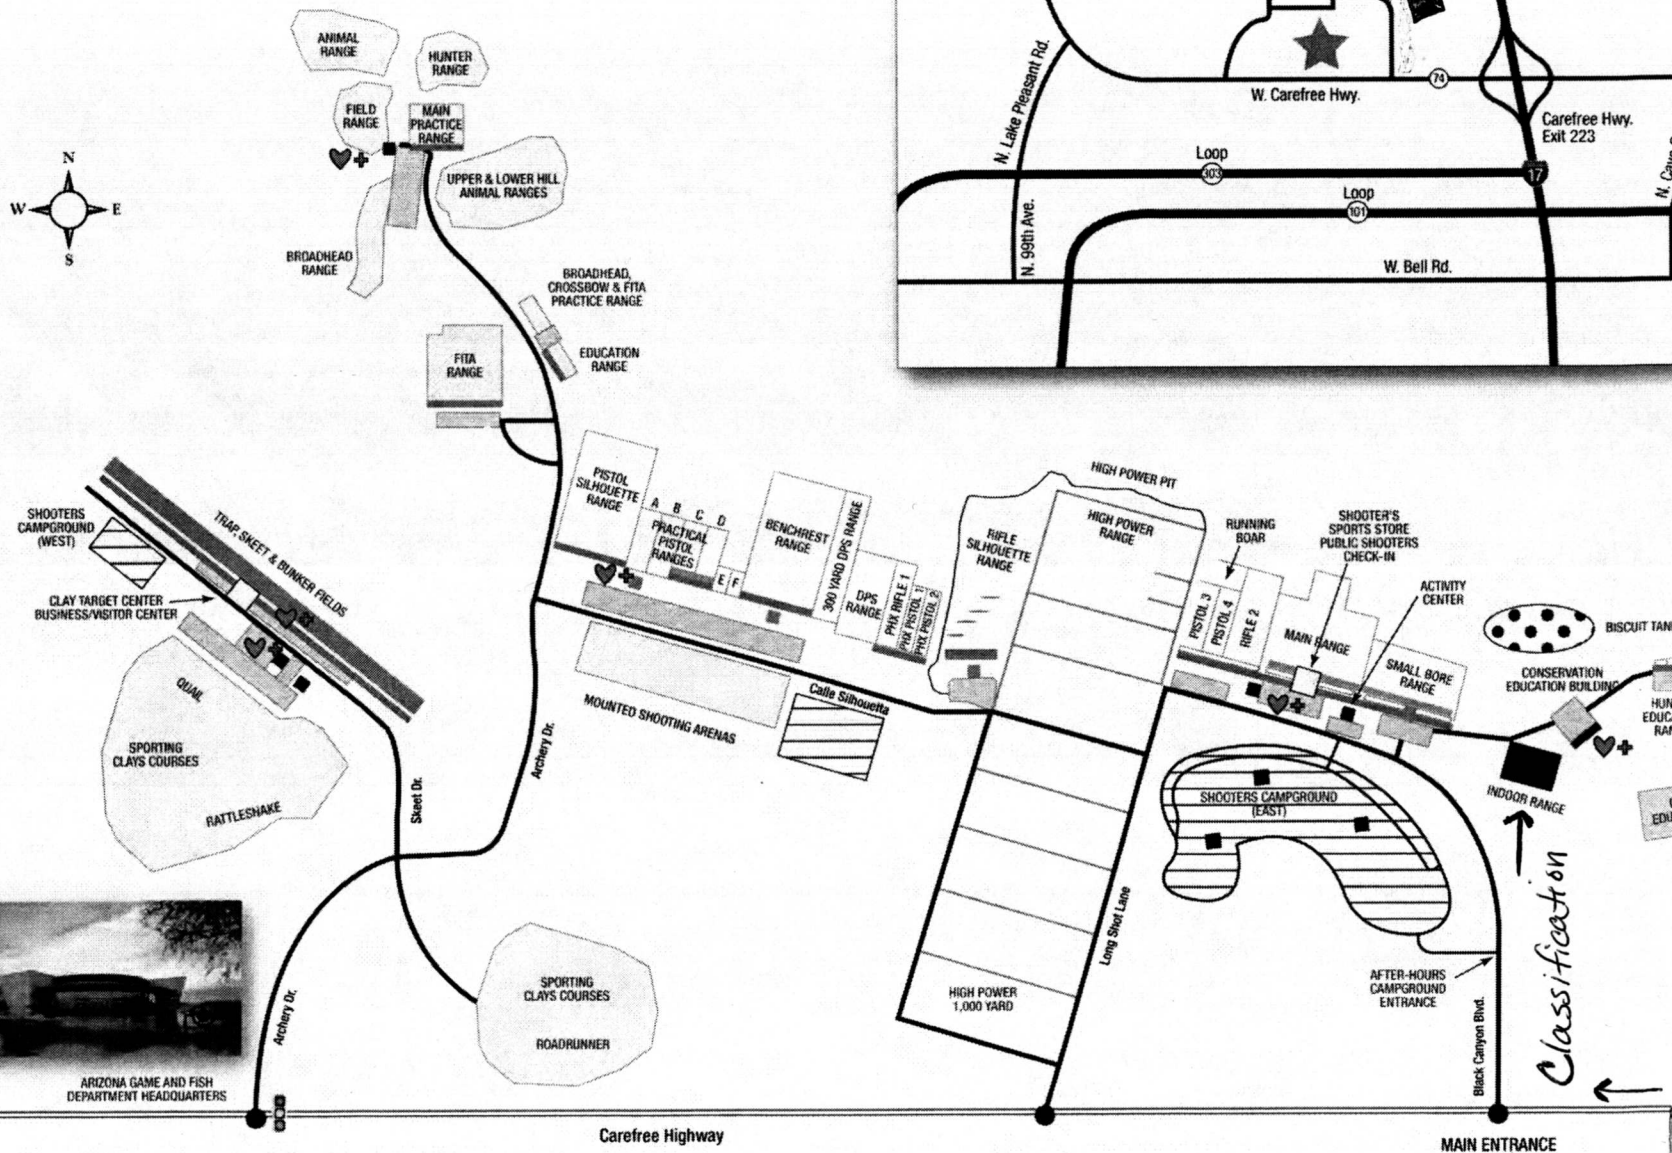 ANIMAL
RANGE
HUNTER
RANGE
FIELD
RANGE
MAIN
PRACTICE
RANGE
UPPER & LOWER HILL
ANIMAL RANGES
N
W
E
S
BROADHEAD
RANGE
BROADHEAD,
CROSSBOW & FITA
PRACTICE RANGE
EDUCATION
RANGE
FITA
RANGE
N. Lake Pleasant Rd.
W. Carefree Hwy.
74
Carefree Hwy.
Exit 223
Loop
303
17
Loop
101
N. 99th Ave.
W. Bell Rd.
SHOOTERS
CAMPGROUND
(WEST)
TRAP, SKEET & BUNKER FIELDS
CLAY TARGET CENTER
BUSINESS/VISITOR CENTER
QUAIL
SPORTING
CLAYS COURSES
RATTLESNAKE
Skeet Dr.
Archery Dr.
PISTOL
SILHOUETTE
RANGE
A B C D
PRACTICAL
PISTOL
RANGES
E F
BENCHREST
RANGE
300 YARD DPS RANGE
DPS
RANGE
PHX RIFLE 1
PHX PISTOL 1
PHX PISTOL 2
MOUNTED SHOOTING ARENAS
Calle Silhouetta
RIFLE
SILHOUETTE
RANGE
HIGH POWER PIT
HIGH POWER
RANGE
RUNNING
BOAR
PISTOL 3
PISTOL 4
RIFLE 2
SHOOTER'S
SPORTS STORE
PUBLIC SHOOTERS
CHECK-IN
MAIN RANGE
ACTIVITY
CENTER
SMALL BORE
RANGE
BISCUIT TAN
CONSERVATION
EDUCATION BUILDING
HUN
EDUC
RAN
INDOOR RANGE
EDU
SHOOTERS CAMPGROUND
(EAST)
Long Shot Lane
HIGH POWER
1,000 YARD
AFTER-HOURS
CAMPGROUND
ENTRANCE
Black Canyon Blvd.
Classification
SPORTING
CLAYS COURSES
ROADRUNNER
Archery Dr.
ARIZONA GAME AND FISH
DEPARTMENT HEADQUARTERS
Carefree Highway
MAIN ENTRANCE